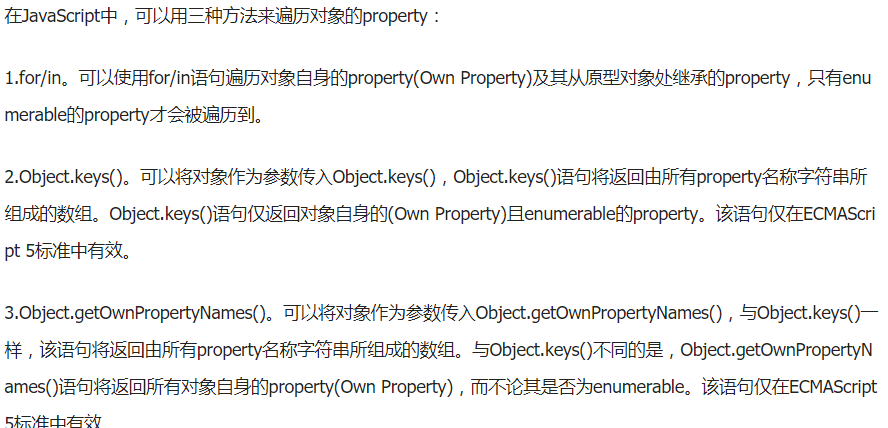 在JavaScript中，可以用三种方法来遍历对象的property：
1.for/in。可以使用for/in语句遍历对象自身的property(Own Property)及其从原型对象处继承的property，只有enu
merable的property才会被遍历到。
2.Object.keys()。可以将对象作为参数传入Object.keys()，Object.keys()语句将返回由所有property名称字符串所
组成的数组。Object.keys()语句仅返回对象自身的(Own Property)且enumerable的property。该语句仅在ECMAScri
pt 5标准中有效。
3.Object.getOwnPropertyNames()。可以将对象作为参数传入Object.getOwnPropertyNames()，与Object.keys()一
样，该语句将返回由所有property名称字符串所组成的数组。与Object.keys()不同的是，Object.getOwnPropertyN
ames()语句将返回所有对象自身的property(Own Property)，而不论其是否为enumerable。该语句仅在ECMAScript
5标准中有效